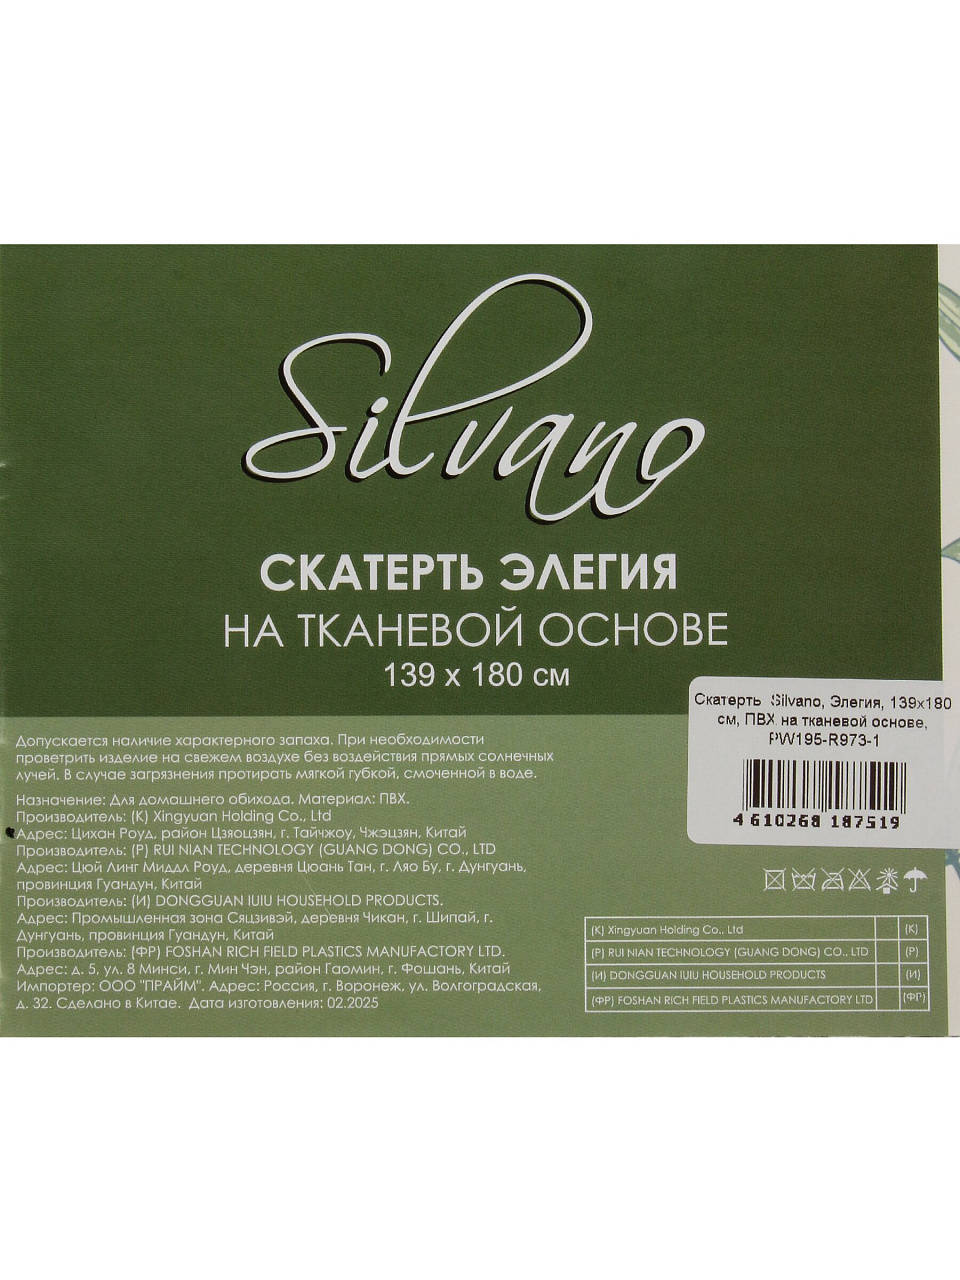 Silvano
СКАТЕРТЬ ЭЛЕГИЯ
НА ТКАНЕВОЙ ОСНОВЕ
139 х 180 см
Скатерть Silvano, Элегия, 139х180
см, ПВХ на тканевой основе,
PW195-R973-1
4 610268 187519
Допускается наличие характерного запаха. При необходимости
проветрить изделие на свежем воздухе без воздействия прямых солнечных
лучей. В случае загрязнения протирать мягкой губкой, смоченной в воде.
Назначение: Для домашнего обихода. Материал: ПВХ.
Производитель: (K) Xingyuan Holding Co., Ltd
Адрес: Цихан Роуд, район Цзяоцзян, г. Тайчжоу, Чжэцзян, Китай
Производитель: (P) RUI NIAN TECHNOLOGY (GUANG DONG) CO., LTD
Адрес: Цюй Линг Миддл Роуд, деревня Цюань Тан, г. Ляо Бу, г. Дунгуань,
провинция Гуандун, Китай
Производитель: (И) DONGGUAN IUIU HOUSEHOLD PRODUCTS.
Адрес: Промышленная зона Сяцзивэй, деревня Чикан, г. Шипай, г.
Дунгуань, провинция Гуандун, Китай
Производитель: (ФР) FOSHAN RICH FIELD PLASTICS MANUFACTORY LTD.
Адрес: д. 5, ул. 8 Минси, г. Мин Чэн, район Гаомин, г. Фошань, Китай
Импортер: ООО "ПРАЙМ". Адрес: Россия, г. Воронеж, ул. Волгоградская,
д. 32. Сделано в Китае. Дата изготовления: 02.2025
(K) Xingyuan Holding Co., Ltd (K)
(P) RUI NIAN TECHNOLOGY (GUANG DONG) CO.., LTD (P)
(И) DONGGUAN IUIU HOUSEHOLD PRODUCTS (И)
(ФР) FOSHAN RICH FIELD PLASTICS MANUFACTORY LTD (ФР)